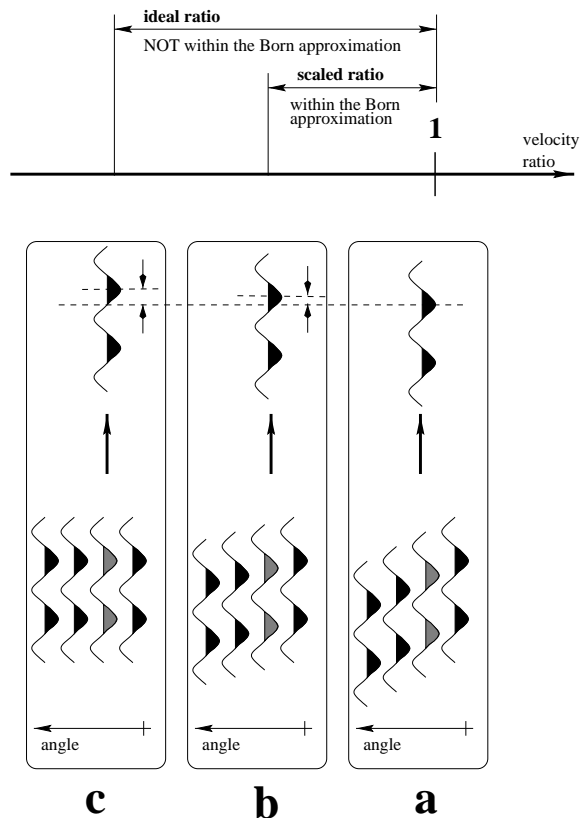 ideal ratio
NOT within the Born approximation
scaled ratio
within the Born
approximation
1
velocity
ratio
angle
angle
angle
c
b
a